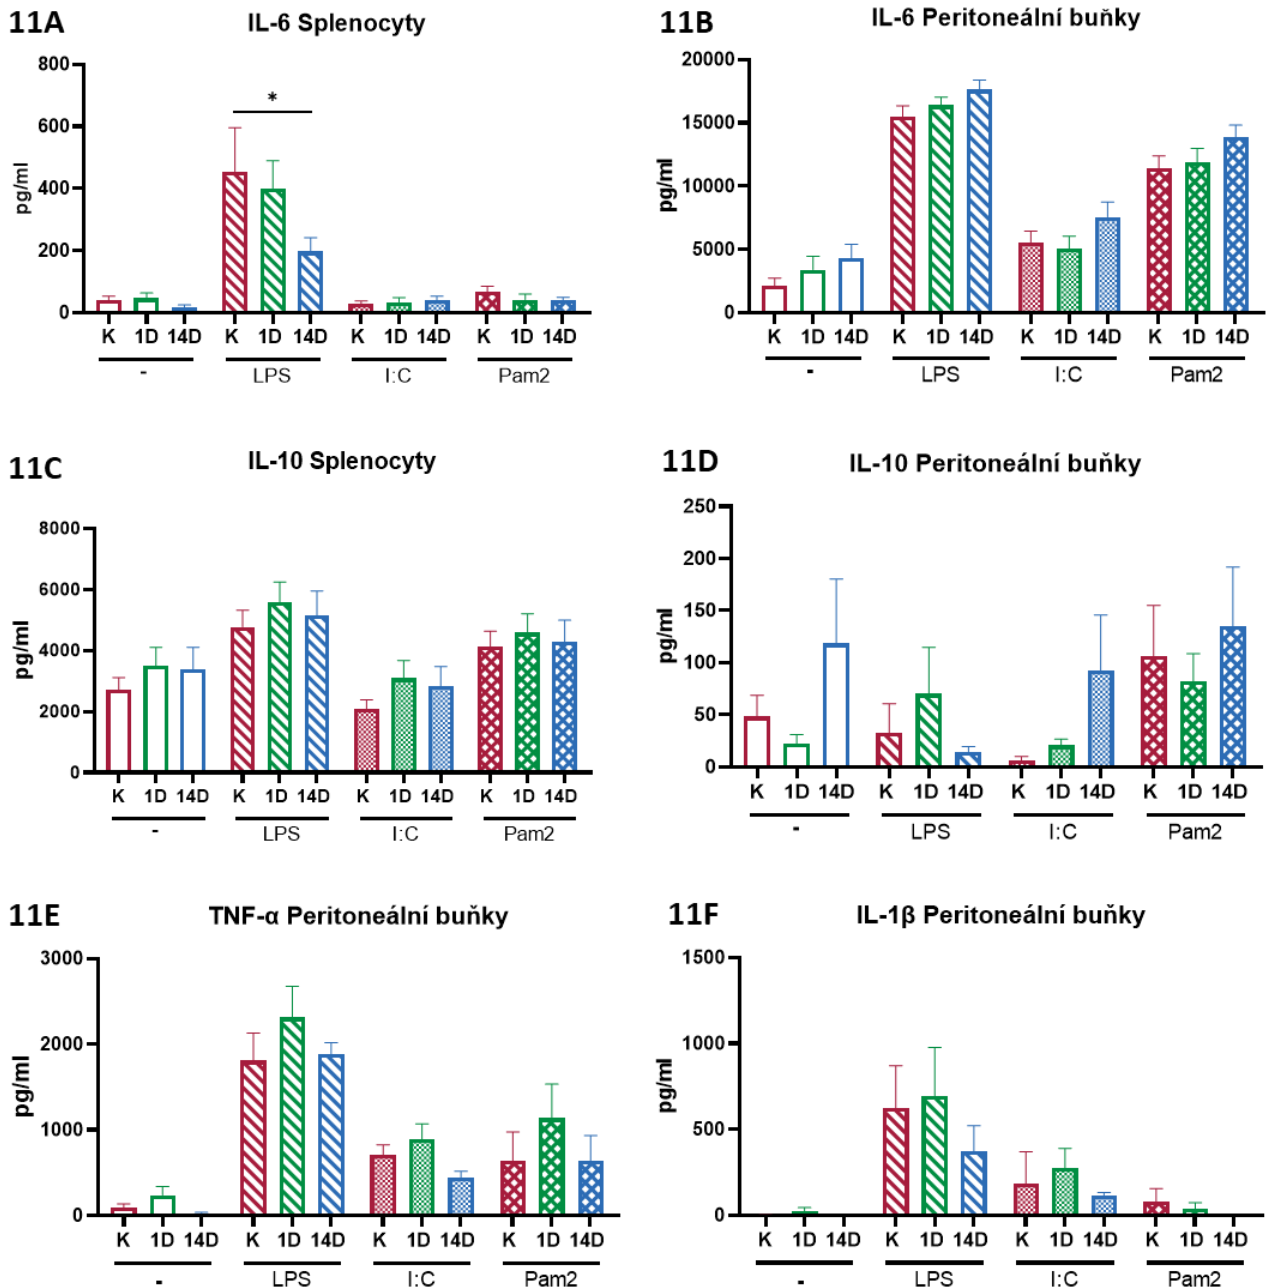 11A
IL-6 Splenocyty
800
600
400
200
0
pg/ml
*
K 1D 14D K 1D 14D K 1D 14D K 1D 14D
- LPS I:C Pam2
11B
IL-6 Peritoneální buňky
20000
15000
10000
5000
0
pg/ml
K 1D 14D K 1D 14D K 1D 14D K 1D 14D
- LPS I:C Pam2
11C
IL-10 Splenocyty
8000
6000
4000
2000
0
pg/ml
K 1D 14D K 1D 14D K 1D 14D K 1D 14D
- LPS I:C Pam2
11D
IL-10 Peritoneální buňky
250
200
150
100
50
0
pg/ml
K 1D 14D K 1D 14D K 1D 14D K 1D 14D
- LPS I:C Pam2
11E
TNF-α Peritoneální buňky
3000
2000
1000
0
pg/ml
K 1D 14D K 1D 14D K 1D 14D K 1D 14D
- LPS I:C Pam2
11F
IL-1β Peritoneální buňky
1500
1000
500
0
pg/ml
K 1D 14D K 1D 14D K 1D 14D K 1D 14D
- LPS I:C Pam2